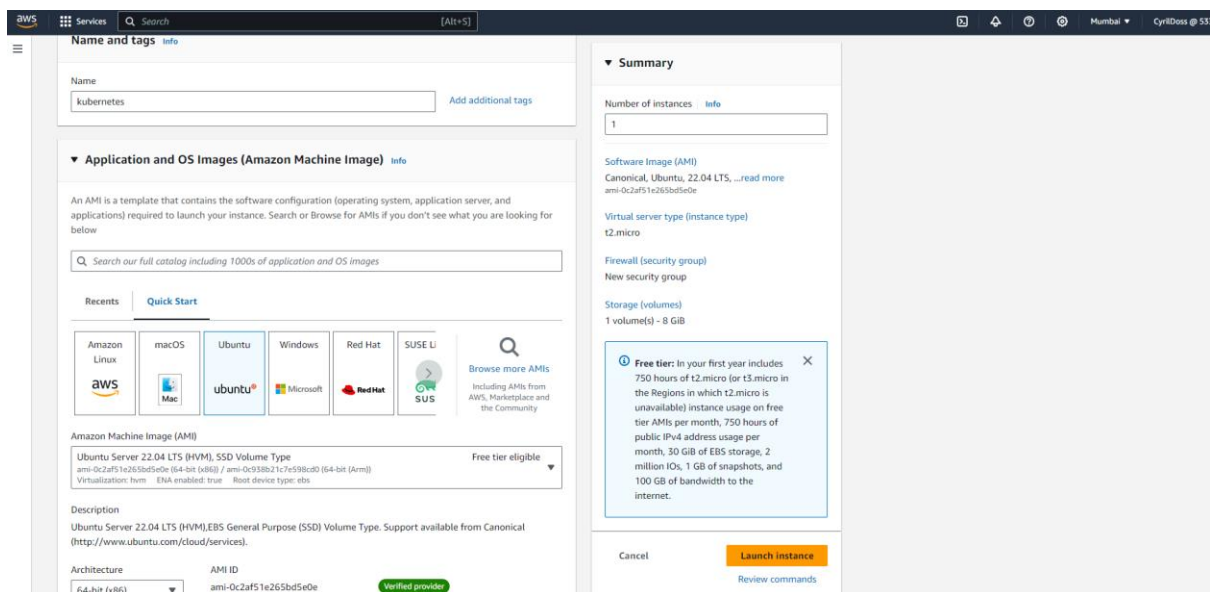 aws
Services
Search
[Alt+S]
Mumbai
CyrilDoss @ 53
Name and tags Info
Name
kubernetes
Add additional tags
Application and OS Images (Amazon Machine Image) Info
An AMI is a template that contains the software configuration (operating system, application server, and
applications) required to launch your instance. Search or Browse for AMIs if you don't see what you are looking for
below
Search our full catalog including 1000s of application and OS images
Recents
Quick Start
Amazon
Linux
aws
macOS
Mac
Ubuntu
ubuntu
Windows
Microsoft
Red Hat
RedHat
SUSE Li
SUS
Browse more AMIs
Including AMIs from
AWS, Marketplace and
the Community
Amazon Machine Image (AMI)
Ubuntu Server 22.04 LTS (HVM), SSD Volume Type
Free tier eligible
ami-0c2af51e265bd5e0e (64-bit (x86)) / ami-0c938b21c7e598cd0 (64-bit (Arm))
Virtualization: hvm ENA enabled: true Root device type: ebs
Description
Ubuntu Server 22.04 LTS (HVM),EBS General Purpose (SSD) Volume Type. Support available from Canonical
(http://www.ubuntu.com/cloud/services).
Architecture
AMI ID
64-bit (x86)
ami-0c2af51e265bd5e0e
Verified provider
Summary
Number of instances Info
1
Software Image (AMI)
Canonical, Ubuntu, 22.04 LTS, ...read more
ami-0c2af51e265bd5e0e
Virtual server type (instance type)
t2.micro
Firewall (security group)
New security group
Storage (volumes)
1 volume(s) - 8 GiB
Free tier: In your first year includes
750 hours of t2.micro (or t3.micro in
the Regions in which t2.micro is
unavailable) instance usage on free
tier AMIs per month, 750 hours of
public IPv4 address usage per
month, 30 GiB of EBS storage, 2
million IOs, 1 GB of snapshots, and
100 GB of bandwidth to the
internet.
Cancel
Launch instance
Review commands